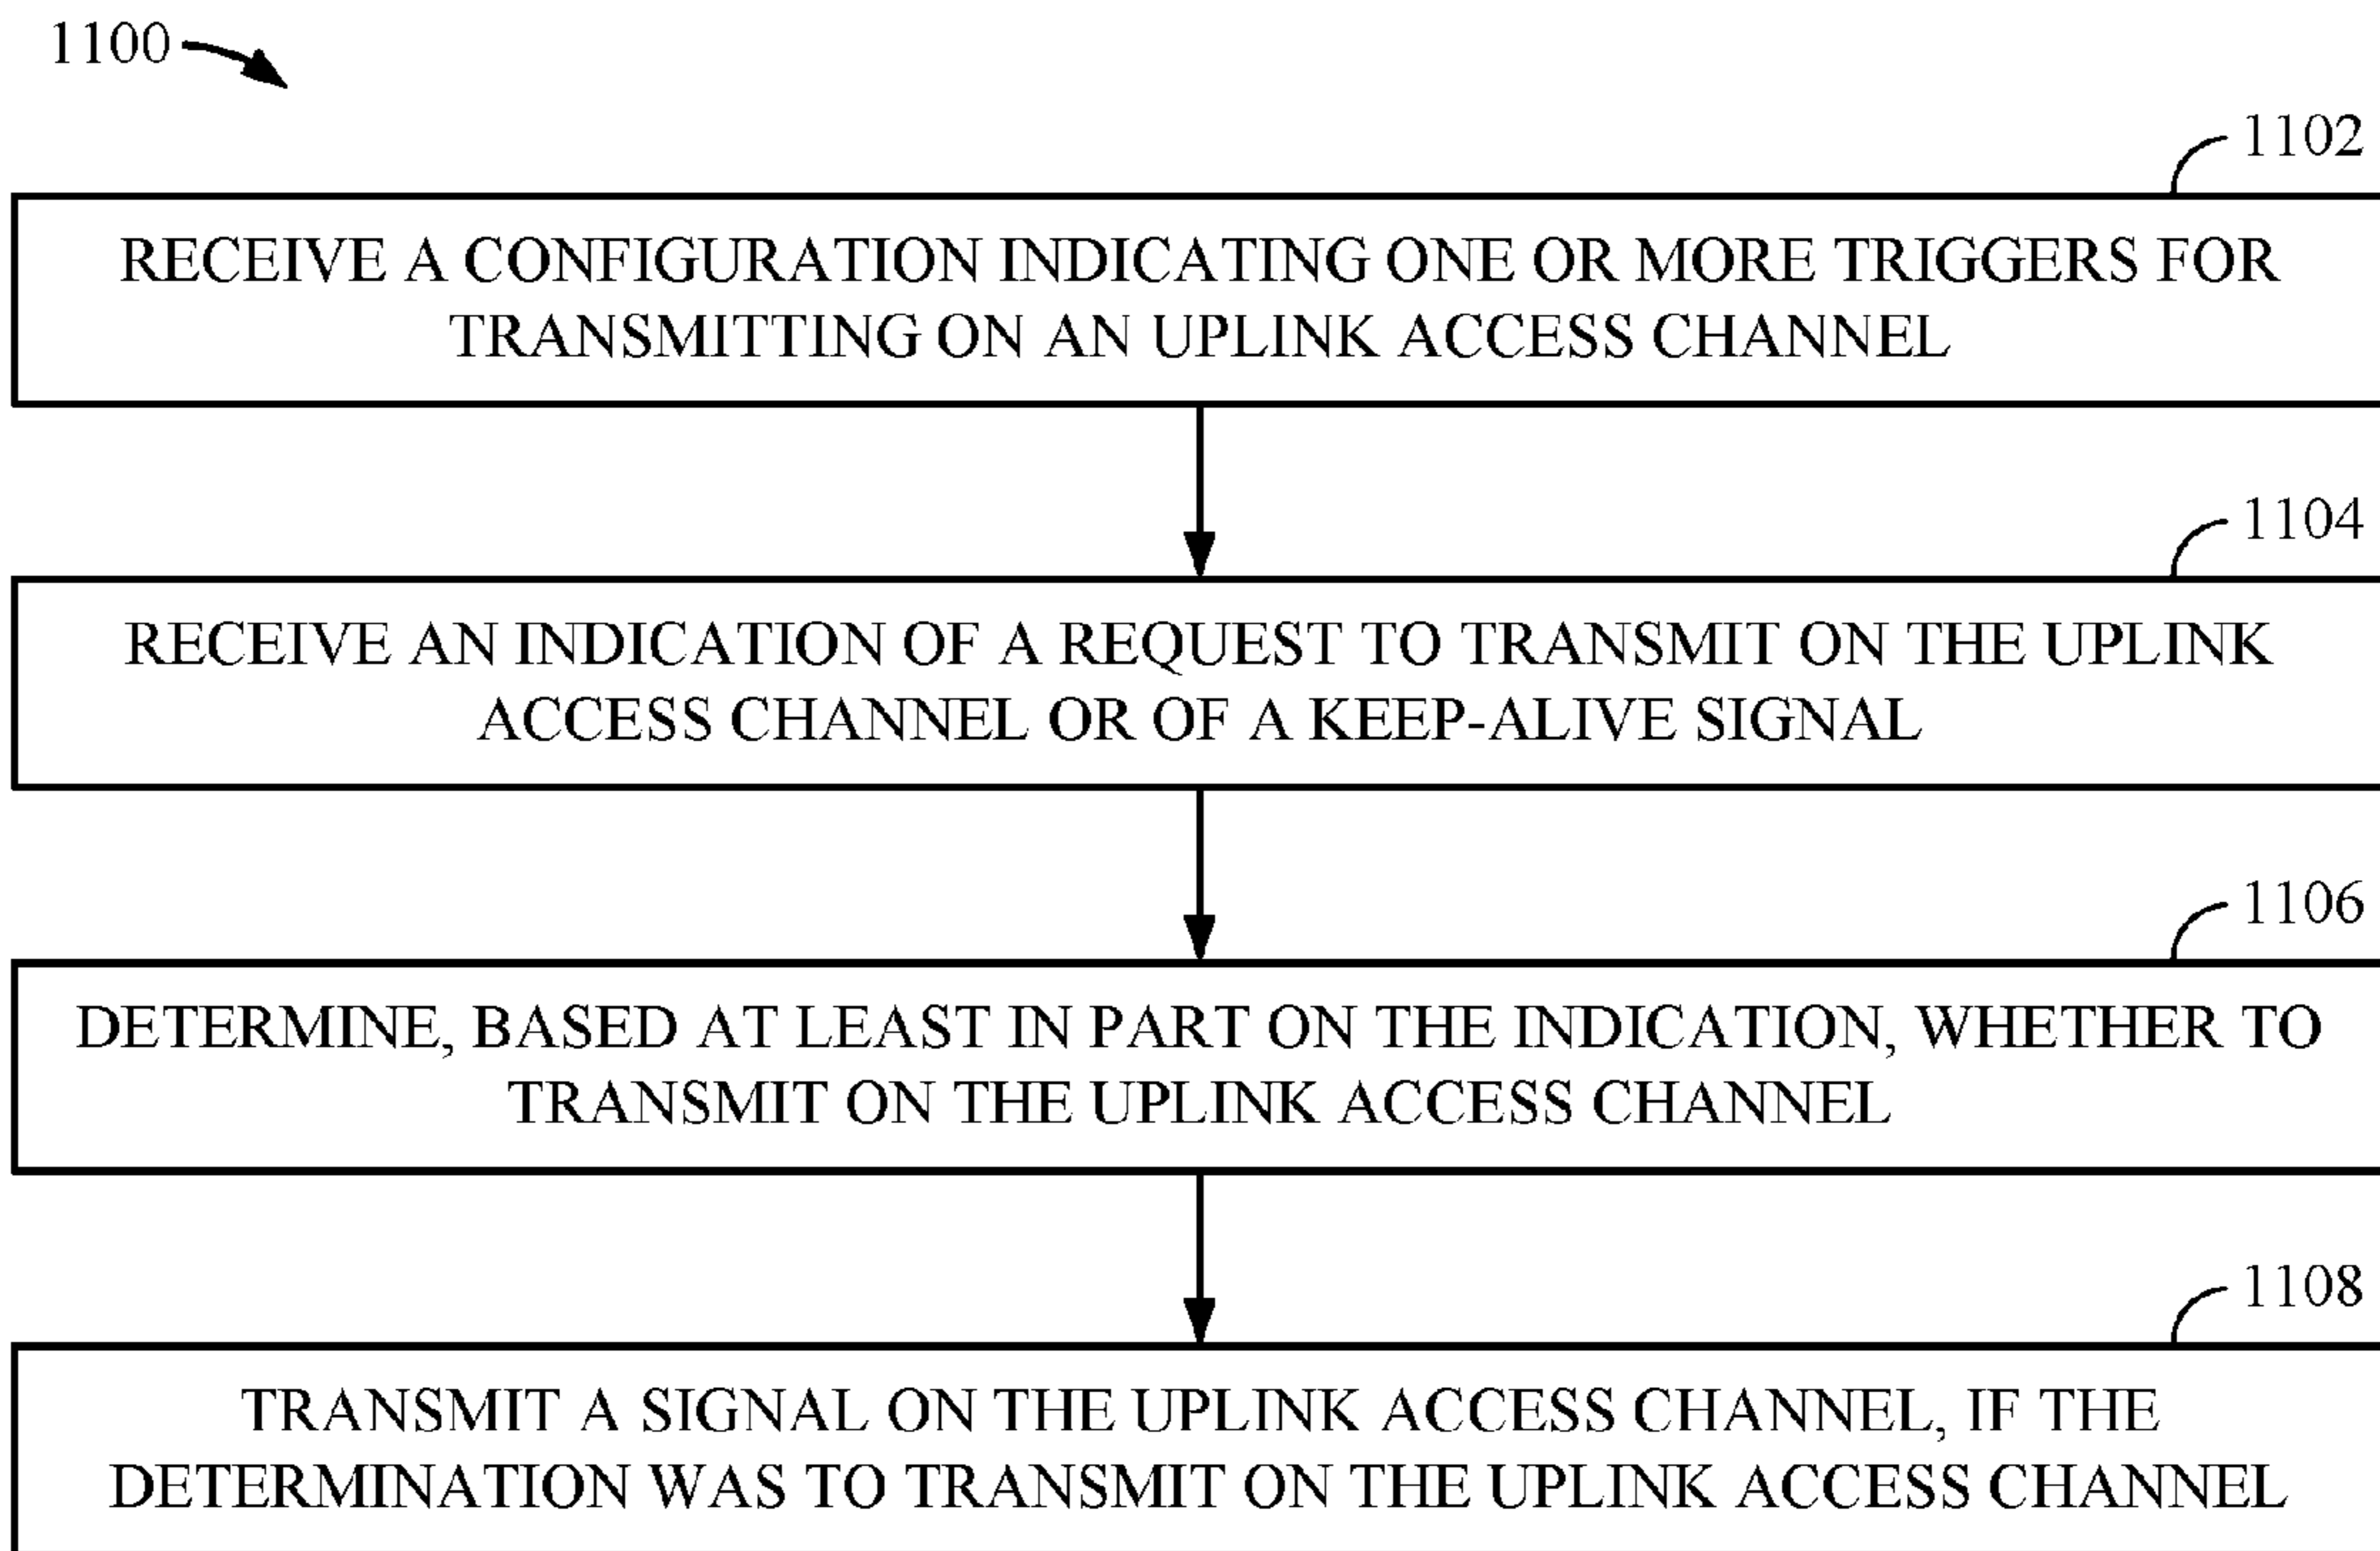 1100
1102
RECEIVE A CONFIGURATION INDICATING ONE OR MORE TRIGGERS FOR
TRANSMITTING ON AN UPLINK ACCESS CHANNEL
1104
RECEIVE AN INDICATION OF A REQUEST TO TRANSMIT ON THE UPLINK
ACCESS CHANNEL OR OF A KEEP-ALIVE SIGNAL
1106
DETERMINE, BASED AT LEAST IN PART ON THE INDICATION, WHETHER TO
TRANSMIT ON THE UPLINK ACCESS CHANNEL
1108
TRANSMIT A SIGNAL ON THE UPLINK ACCESS CHANNEL, IF THE
DETERMINATION WAS TO TRANSMIT ON THE UPLINK ACCESS CHANNEL